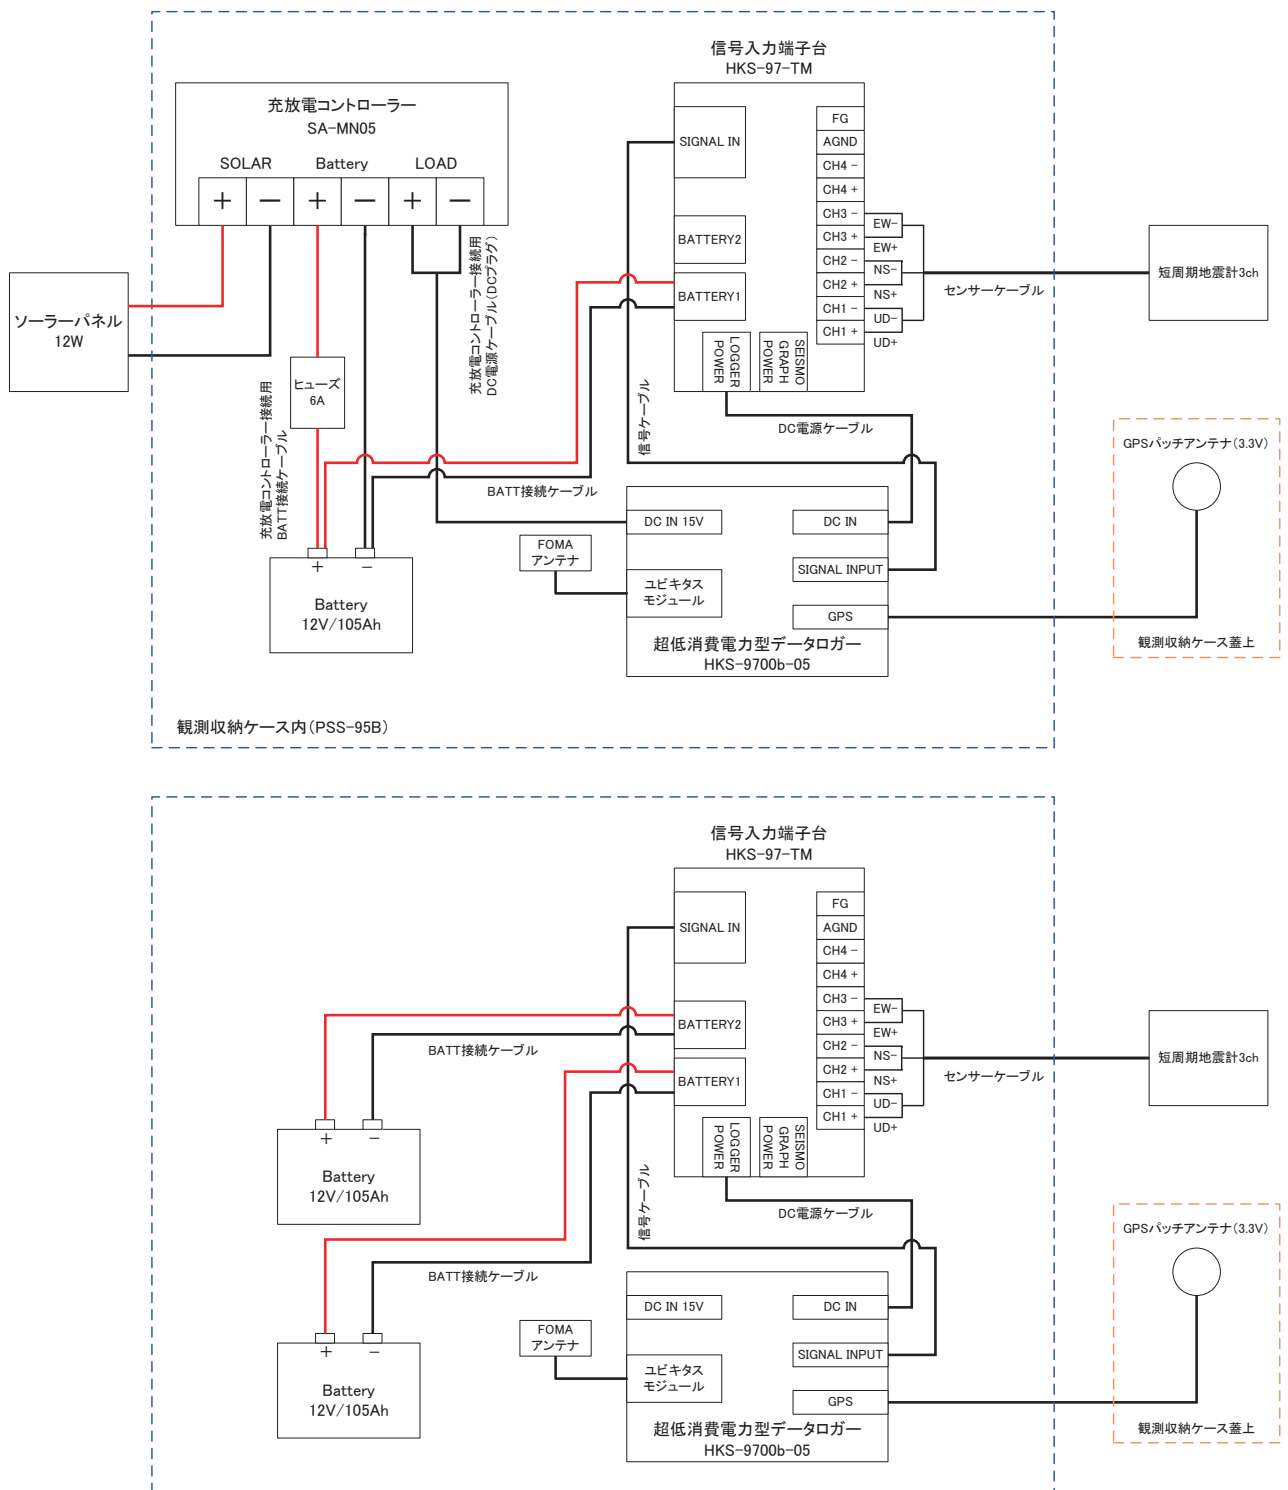 信号入力端子台
HKS-97-TM
充放電コントローラー
SA-MN05
SOLAR
Battery
LOAD
+
−
+
−
+
−
ソーラーパネル
12W
ヒューズ
6A
充放電コントローラー接続用
BATT接続ケーブル
充放電コントローラー接続用
DC電源ケーブル(DCプラグ)
+
−
Battery
12V/105Ah
SIGNAL IN
BATTERY2
BATTERY1
LOGGER
POWER
SEISMO
GRAPH
POWER
FG
AGND
CH4 −
CH4 +
CH3 −
CH3 +
CH2 −
CH2 +
CH1 −
CH1 +
EW−
EW+
NS−
NS+
UD−
UD+
センサーケーブル
短周期地震計3ch
信号ケーブル
DC電源ケーブル
BATT接続ケーブル
FOMA
アンテナ
DC IN 15V
DC IN
SIGNAL INPUT
ユビキタス
モジュール
GPS
超低消費電力型データロガー
HKS-9700b-05
GPSパッチアンテナ(3.3V)
観測収納ケース蓋上
観測収納ケース内(PSS-95B)
信号入力端子台
HKS-97-TM
SIGNAL IN
BATTERY2
BATTERY1
LOGGER
POWER
SEISMO
GRAPH
POWER
FG
AGND
CH4 −
CH4 +
CH3 −
CH3 +
CH2 −
CH2 +
CH1 −
CH1 +
EW−
EW+
NS−
NS+
UD−
UD+
センサーケーブル
短周期地震計3ch
BATT接続ケーブル
+
−
Battery
12V/105Ah
BATT接続ケーブル
+
−
Battery
12V/105Ah
信号ケーブル
DC電源ケーブル
FOMA
アンテナ
DC IN 15V
DC IN
SIGNAL INPUT
ユビキタス
モジュール
GPS
超低消費電力型データロガー
HKS-9700b-05
GPSパッチアンテナ(3.3V)
観測収納ケース蓋上